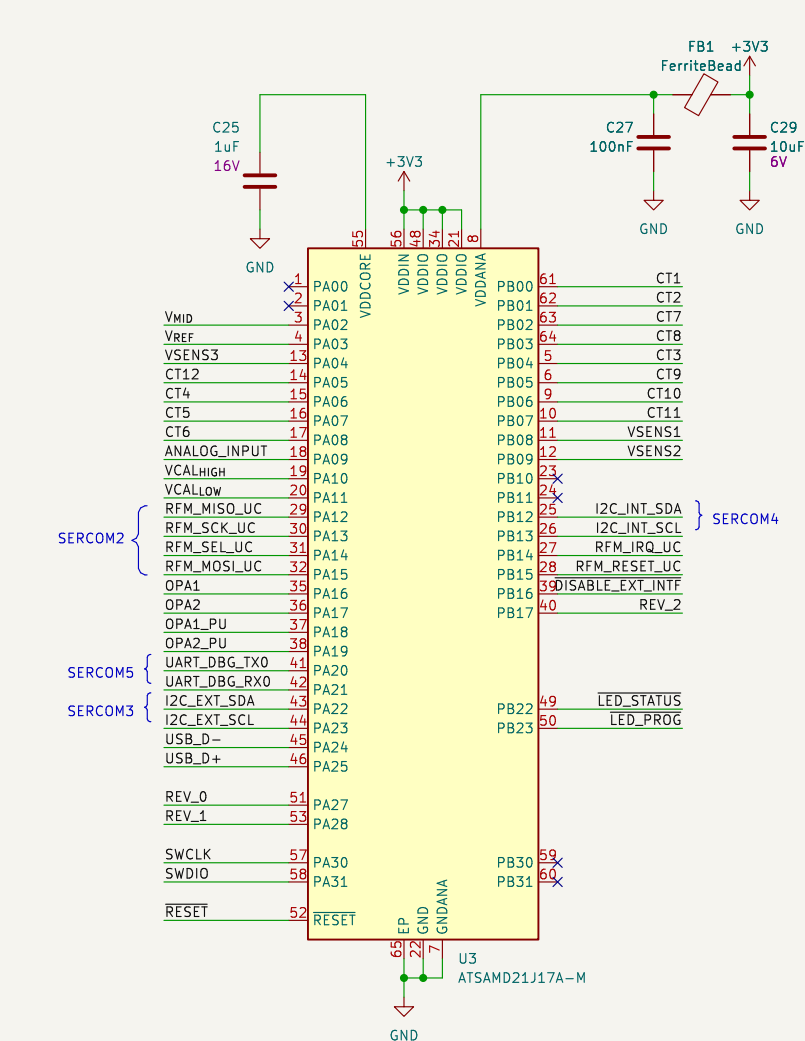 FB1 +3V3
FerriteBead
C25
1uF
16V
GND
+3V3
C27
100nF
GND
C29
10uF
6V
GND
55 VDDCORE
56 VDDIN
48 VDDIO
34 VDDIO
21 VDDIO
8 VDDANA
1 PA00
2 PA01
VMID 3 PA02
VREF 4 PA03
VSENS3 13 PA04
CT12 14 PA05
CT4 15 PA06
CT5 16 PA07
CT6 17 PA08
ANALOG_INPUT 18 PA09
VCALHIGH 19 PA10
VCALLOW 20 PA11
SERCOM2
RFM_MISO_UC 29 PA12
RFM_SCK_UC 30 PA13
RFM_SEL_UC 31 PA14
RFM_MOSI_UC 32 PA15
OPA1 35 PA16
OPA2 36 PA17
OPA1_PU 37 PA18
OPA2_PU 38 PA19
SERCOM5
UART_DBG_TX0 41 PA20
UART_DBG_RX0 42 PA21
SERCOM3
I2C_EXT_SDA 43 PA22
I2C_EXT_SCL 44 PA23
USB_D- 45 PA24
USB_D+ 46 PA25
REV_0 51 PA27
REV_1 53 PA28
SWCLK 57 PA30
SWDIO 58 PA31
RESET 52 RESET
PB00 61 CT1
PB01 62 CT2
PB02 63 CT7
PB03 64 CT8
PB04 5 CT3
PB05 6 CT9
PB06 9 CT10
PB07 10 CT11
PB08 11 VSENS1
PB09 12 VSENS2
PB10 23
PB11 24
PB12 25 I2C_INT_SDA
PB13 26 I2C_INT_SCL
SERCOM4
PB14 27 RFM_IRQ_UC
PB15 28 RFM_RESET_UC
PB16 39 DISABLE_EXT_INTF
PB17 40 REV_2
PB22 49 LED_STATUS
PB23 50 LED_PROG
PB30 59
PB31 60
65 EP
22 GND
7 GNDANA
U3
ATSAMD21J17A-M
GND